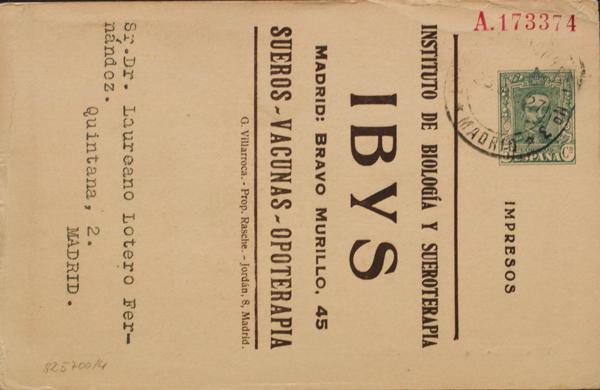 A.173374
MADRID
ESPAÑA
IMPRESOS
INSTITUTO DE BIOLOGÍA Y SUEROTERAPIA
IBYS
MADRID: BRAVO MURILLO, 45
SUEROS-VACUNAS-OPOTERAPIA
G. Villarroca. - Prop. Rasche. - Jordán, 8, Madrid.
Sr.Dr. Laureano Lotero Fer-
nández.
Quintana, 2.
MADRID.